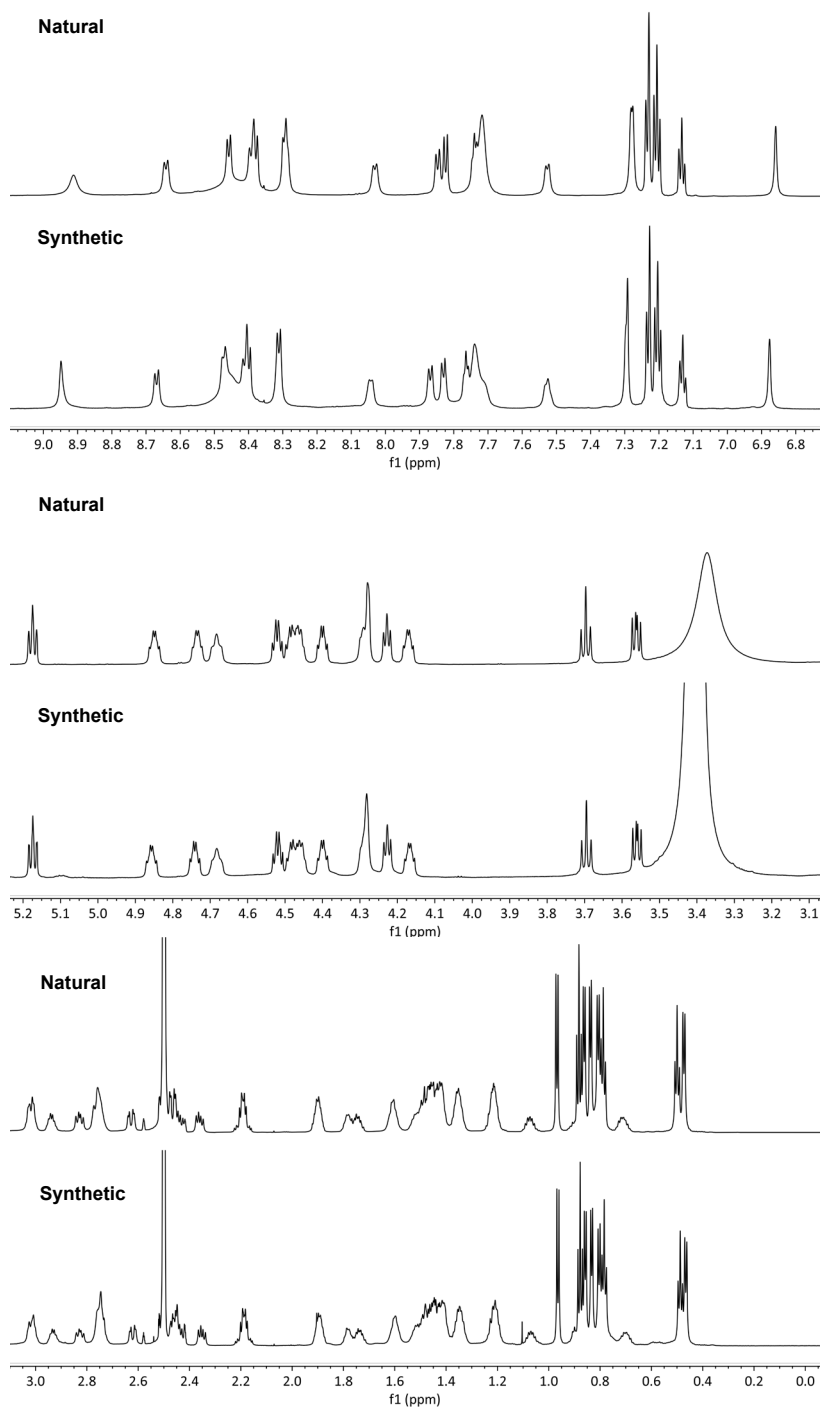 Natural
Synthetic
9.0 8.9 8.8 8.7 8.6 8.5 8.4 8.3 8.2 8.1 8.0 7.9 7.8 7.7 7.6 7.5 7.4 7.3 7.2 7.1 7.0 6.9 6.8
f1 (ppm)
Natural
Synthetic
5.2 5.1 5.0 4.9 4.8 4.7 4.6 4.5 4.4 4.3 4.2 4.1 4.0 3.9 3.8 3.7 3.6 3.5 3.4 3.3 3.2 3.1
f1 (ppm)
Natural
Synthetic
3.0 2.8 2.6 2.4 2.2 2.0 1.8 1.6 1.4 1.2 1.0 0.8 0.6 0.4 0.2 0.0
f1 (ppm)